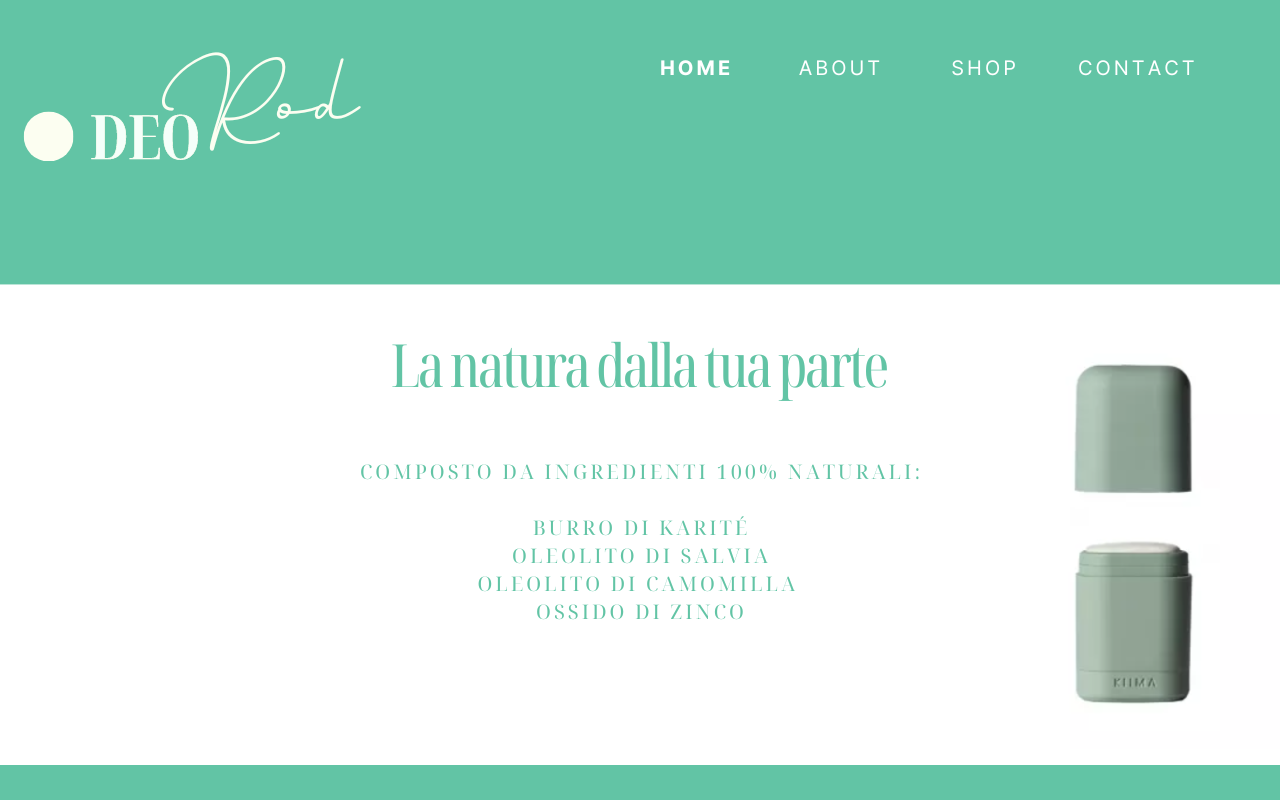 DEO Rod
HOME ABOUT SHOP CONTACT
La natura dalla tua parte
COMPOSTO DA INGREDIENTI 100% NATURALI:
BURRO DI KARITÉ
OLEOLITO DI SALVIA
OLEOLITO DI CAMOMILLA
OSSIDO DI ZINCO